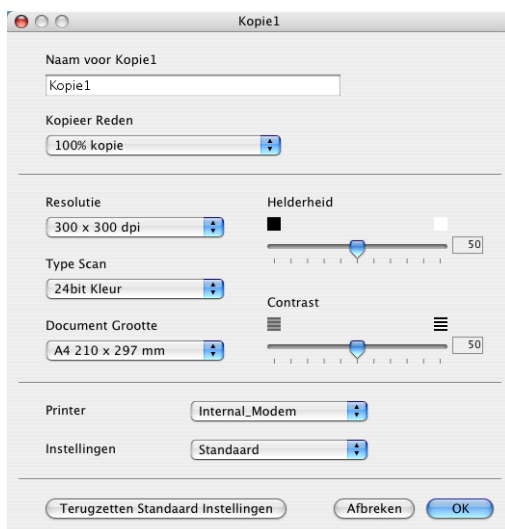 Kopie1
Naam voor Kopie1
Kopie1
Kopieer Reden
100% kopie
Resolutie
300 x 300 dpi
Type Scan
24bit Kleur
Document Grootte
A4 210 x 297 mm
Helderheid
50
Contrast
50
Printer
Internal_Modem
Instellingen
Standaard
Terugzetten Standaard Instellingen
Afbreken
OK